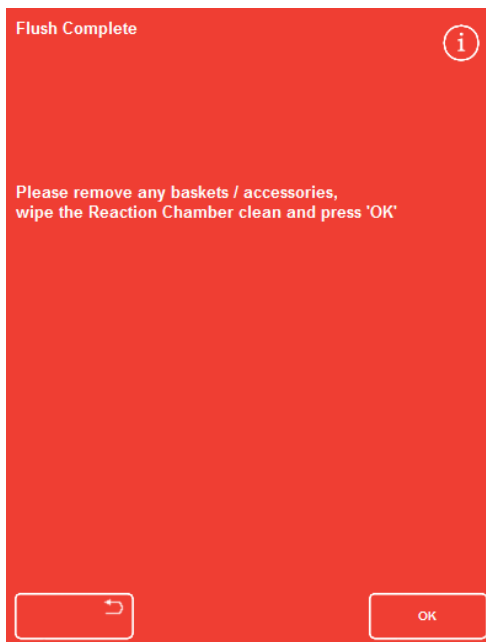 Flush Complete
i
Please remove any baskets / accessories,
wipe the Reaction Chamber clean and press 'OK'
OK